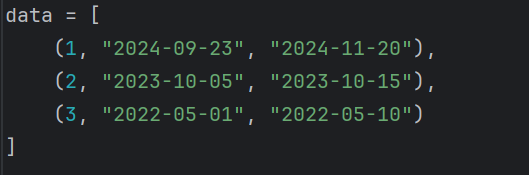 data = [
    (1, "2024-09-23", "2024-11-20"),
    (2, "2023-10-05", "2023-10-15"),
    (3, "2022-05-01", "2022-05-10")
]